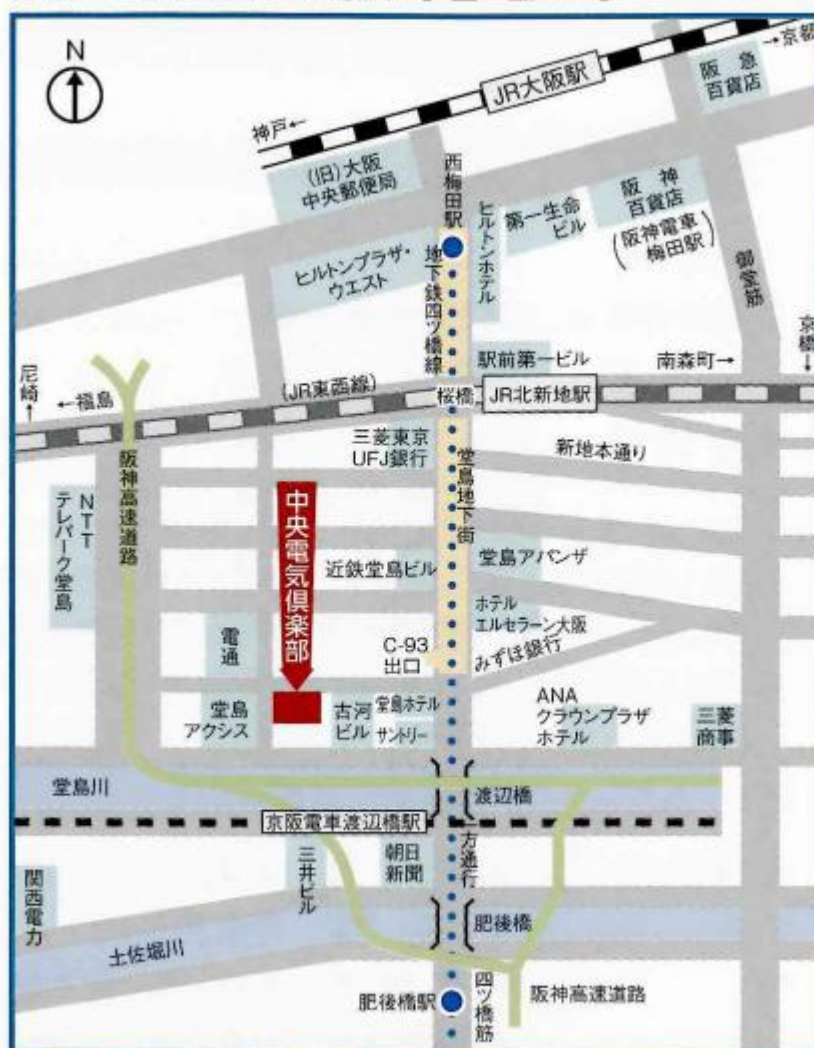 N
→京都
阪急
百貨店
JR大阪駅
神戸←
(旧)大阪
中央郵便局
西梅田駅
ヒルトンホテル
第一生命
ビル
阪神
百貨店
(阪神電車
梅田駅)
御堂筋
ヒルトンプラザ・
ウエスト
地下鉄四ツ橋線
駅前第一ビル
南森町→
京橋→
尼崎←
←福島
(JR東西線)
桜橋
JR北新地駅
三菱東京
UFJ銀行
新地本通り
阪神高速道路
堂島地下街
NTT
テレパーク堂島
中央電気倶楽部
近鉄堂島ビル
堂島アバンザ
ホテル
エルセラーン大阪
電通
C-93
出口
みずほ銀行
堂島
アクシス
古河
ビル
堂島ホテル
サントリー
ANA
クラウンプラザ
ホテル
三菱
商事
堂島川
渡辺橋
京阪電車渡辺橋駅
一方通行
三井ビル
朝日
新聞
関西電力
肥後橋
土佐堀川
肥後橋駅
四ツ橋筋
阪神高速道路